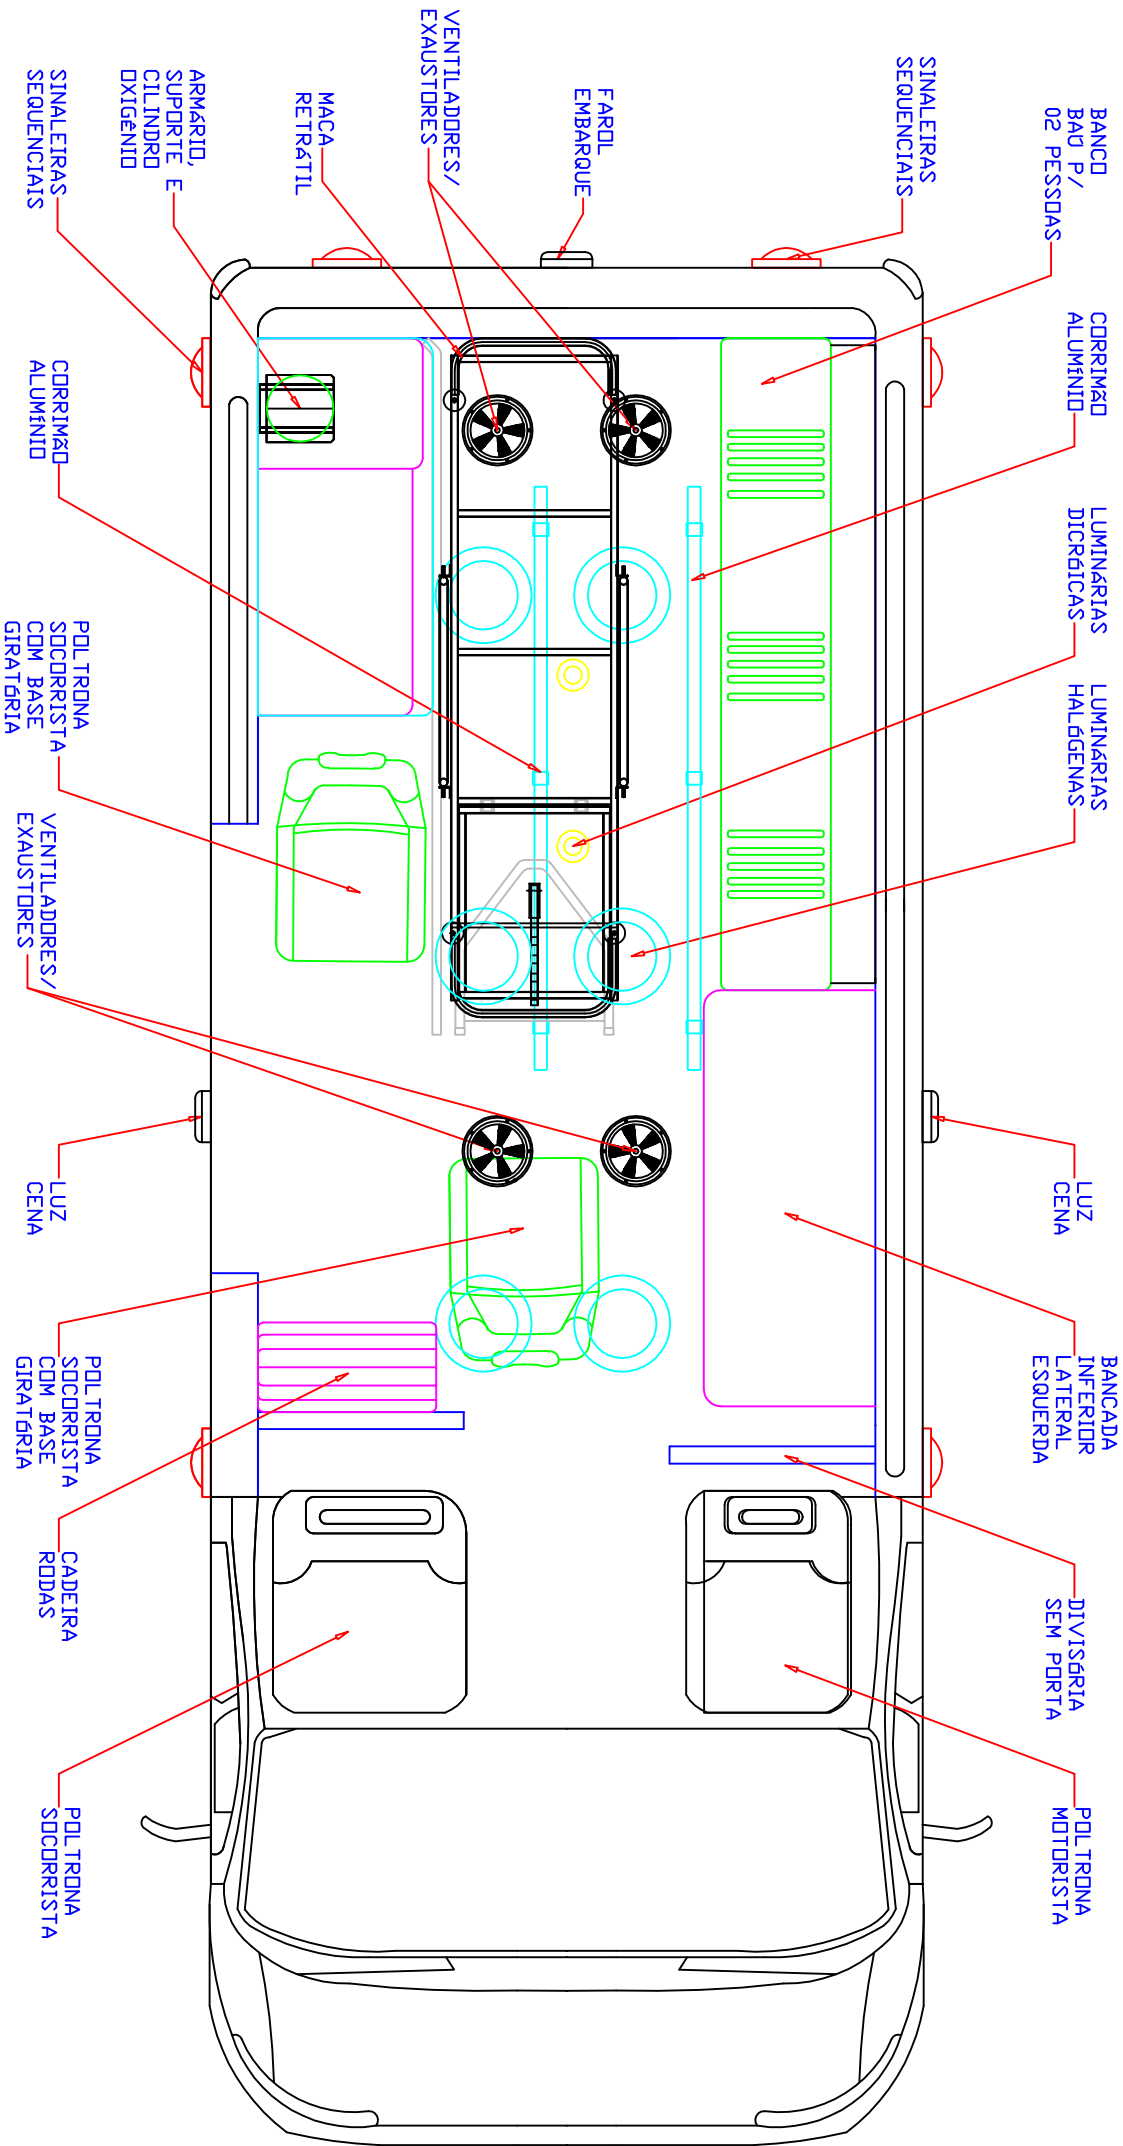 BANCO
BAÚ P/
02 PESSOAS
CORRIMÃO
ALUMÍNIO
LUMINÁRIAS
DICRÓICAS
LUMINÁRIAS
HALÓGENAS
LUZ
CENA
BANCADA
INFERIOR
LATERAL
ESQUERDA
DIVISÓRIA
SEM PORTA
POLTRONA
MOTORISTA
SINALEIRAS
SEQUENCIAIS
FAROL
EMBARQUE
VENTILADORES/
EXAUSTORES
MACA
RETRÁTIL
ARMÁRIO,
SUPORTE E
CILINDRO
OXIGÊNIO
SINALEIRAS
SEQUENCIAIS
CORRIMÃO
ALUMÍNIO
POLTRONA
SOCORRISTA
COM BASE
GIRATÓRIA
VENTILADORES/
EXAUSTORES
LUZ
CENA
POLTRONA
SOCORRISTA
COM BASE
GIRATÓRIA
CADEIRA
RODAS
POLTRONA
SOCORRISTA